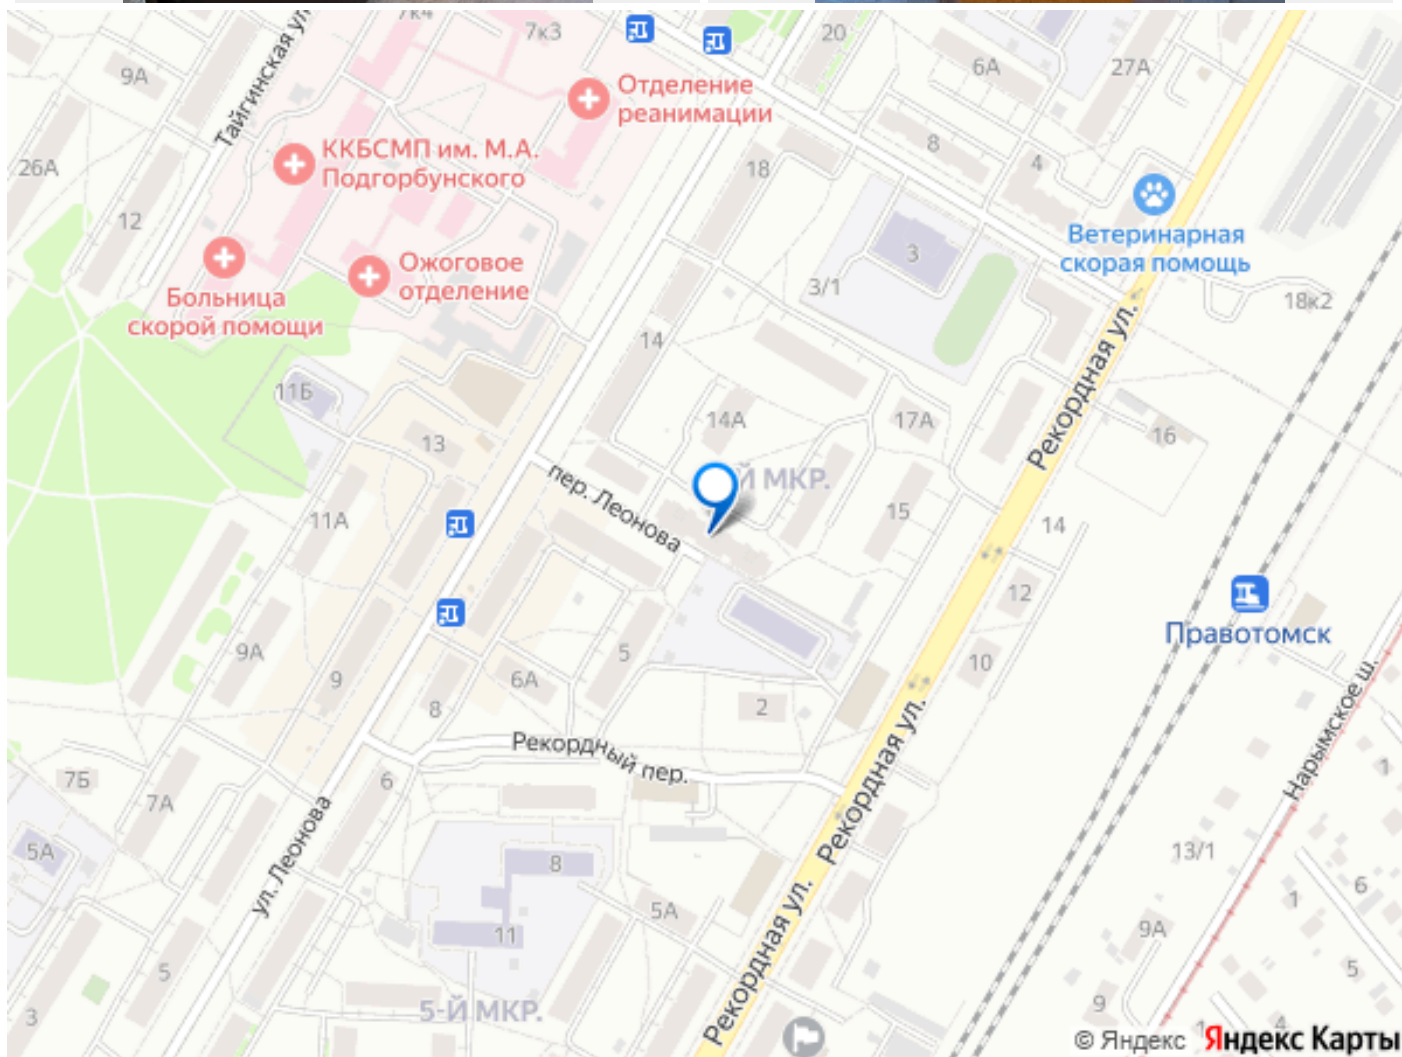 7к4
7к3
20
6А
27А
9А
Тайгинская ул.
Отделение
реанимации
ККБСМП им. М.А.
Подгорбунского
26А
12
18
8
4
Ветеринарная
скорая помощь
3
3/1
18к2
Ожоговое
отделение
Больница
скорой помощи
14
11Б
13
14А
17А
16
Рекордная ул.
Й МКР.
пер. Леонова
11А
15
14
12
Правотомск
9А
9
5
10
6А
8
2
Нарымское ш.
Рекордный пер.
Рекордная ул.
7Б
7А
6
1
5А
ул. Леонова
8
13/1
6
1
5А
11
9А
5
5
3
5-Й МКР.
Рекордная ул.
9
4
© Яндекс Яндекс Карты